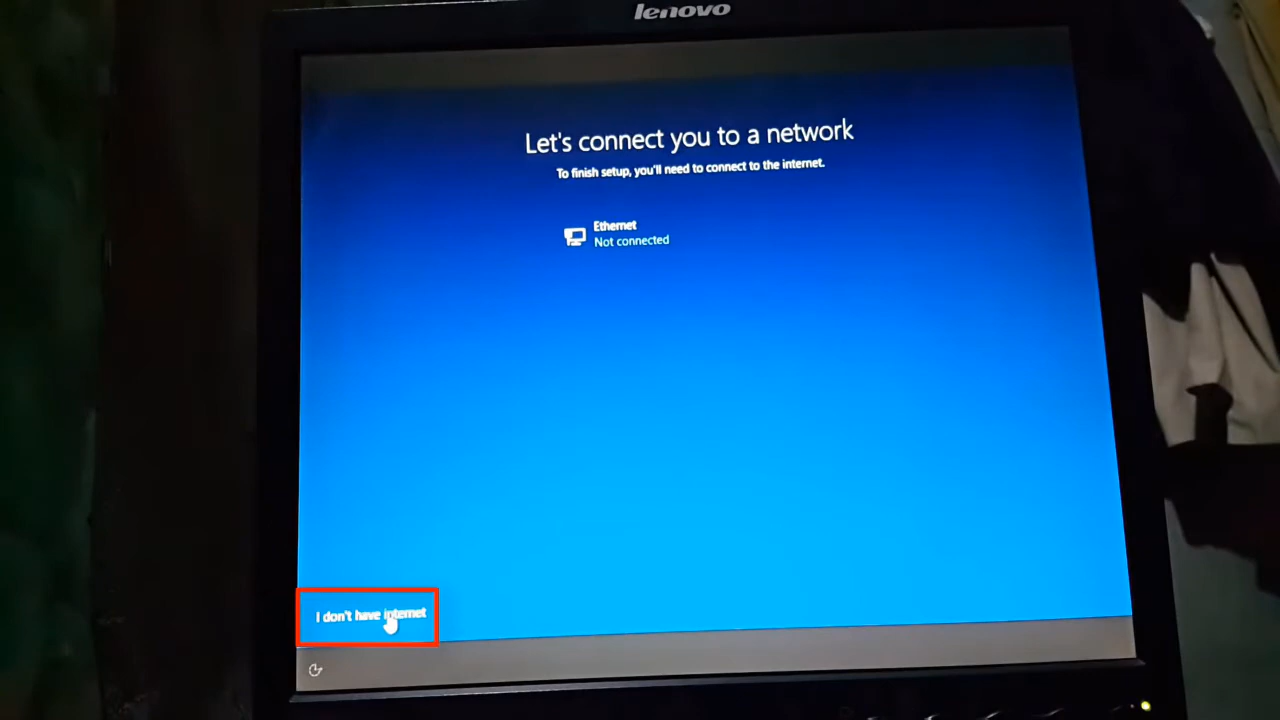 lenovo
Let's connect you to a network
To finish setup, you'll need to connect to the internet.
Ethernet
Not connected
I don't have internet